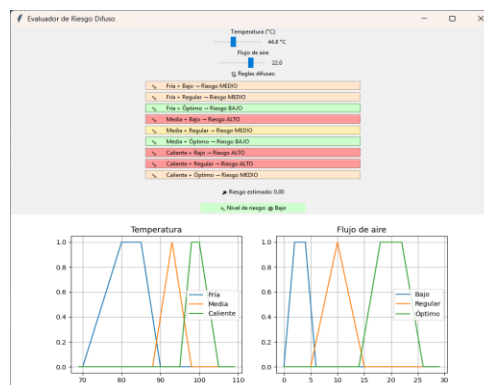 Evaluador de Riesgo Difuso
Temperatura (°C)
44.8 °C
Flujo de aire
22.0
Reglas difusas:
Fría + Bajo → Riesgo MEDIO
Fría + Regular → Riesgo MEDIO
Fría + Óptimo → Riesgo BAJO
Media + Bajo → Riesgo ALTO
Media + Regular → Riesgo MEDIO
Media + Óptimo → Riesgo BAJO
Caliente + Bajo → Riesgo ALTO
Caliente + Regular → Riesgo ALTO
Caliente + Óptimo → Riesgo MEDIO
Riesgo estimado: 0.00
Nivel de riesgo: Bajo
Temperatura
1.0
0.8
0.6
0.4
0.2
0.0
70 80 90 100 110
Fría
Media
Caliente
Flujo de aire
1.0
0.8
0.6
0.4
0.2
0.0
0 5 10 15 20 25 30
Bajo
Regular
Óptimo